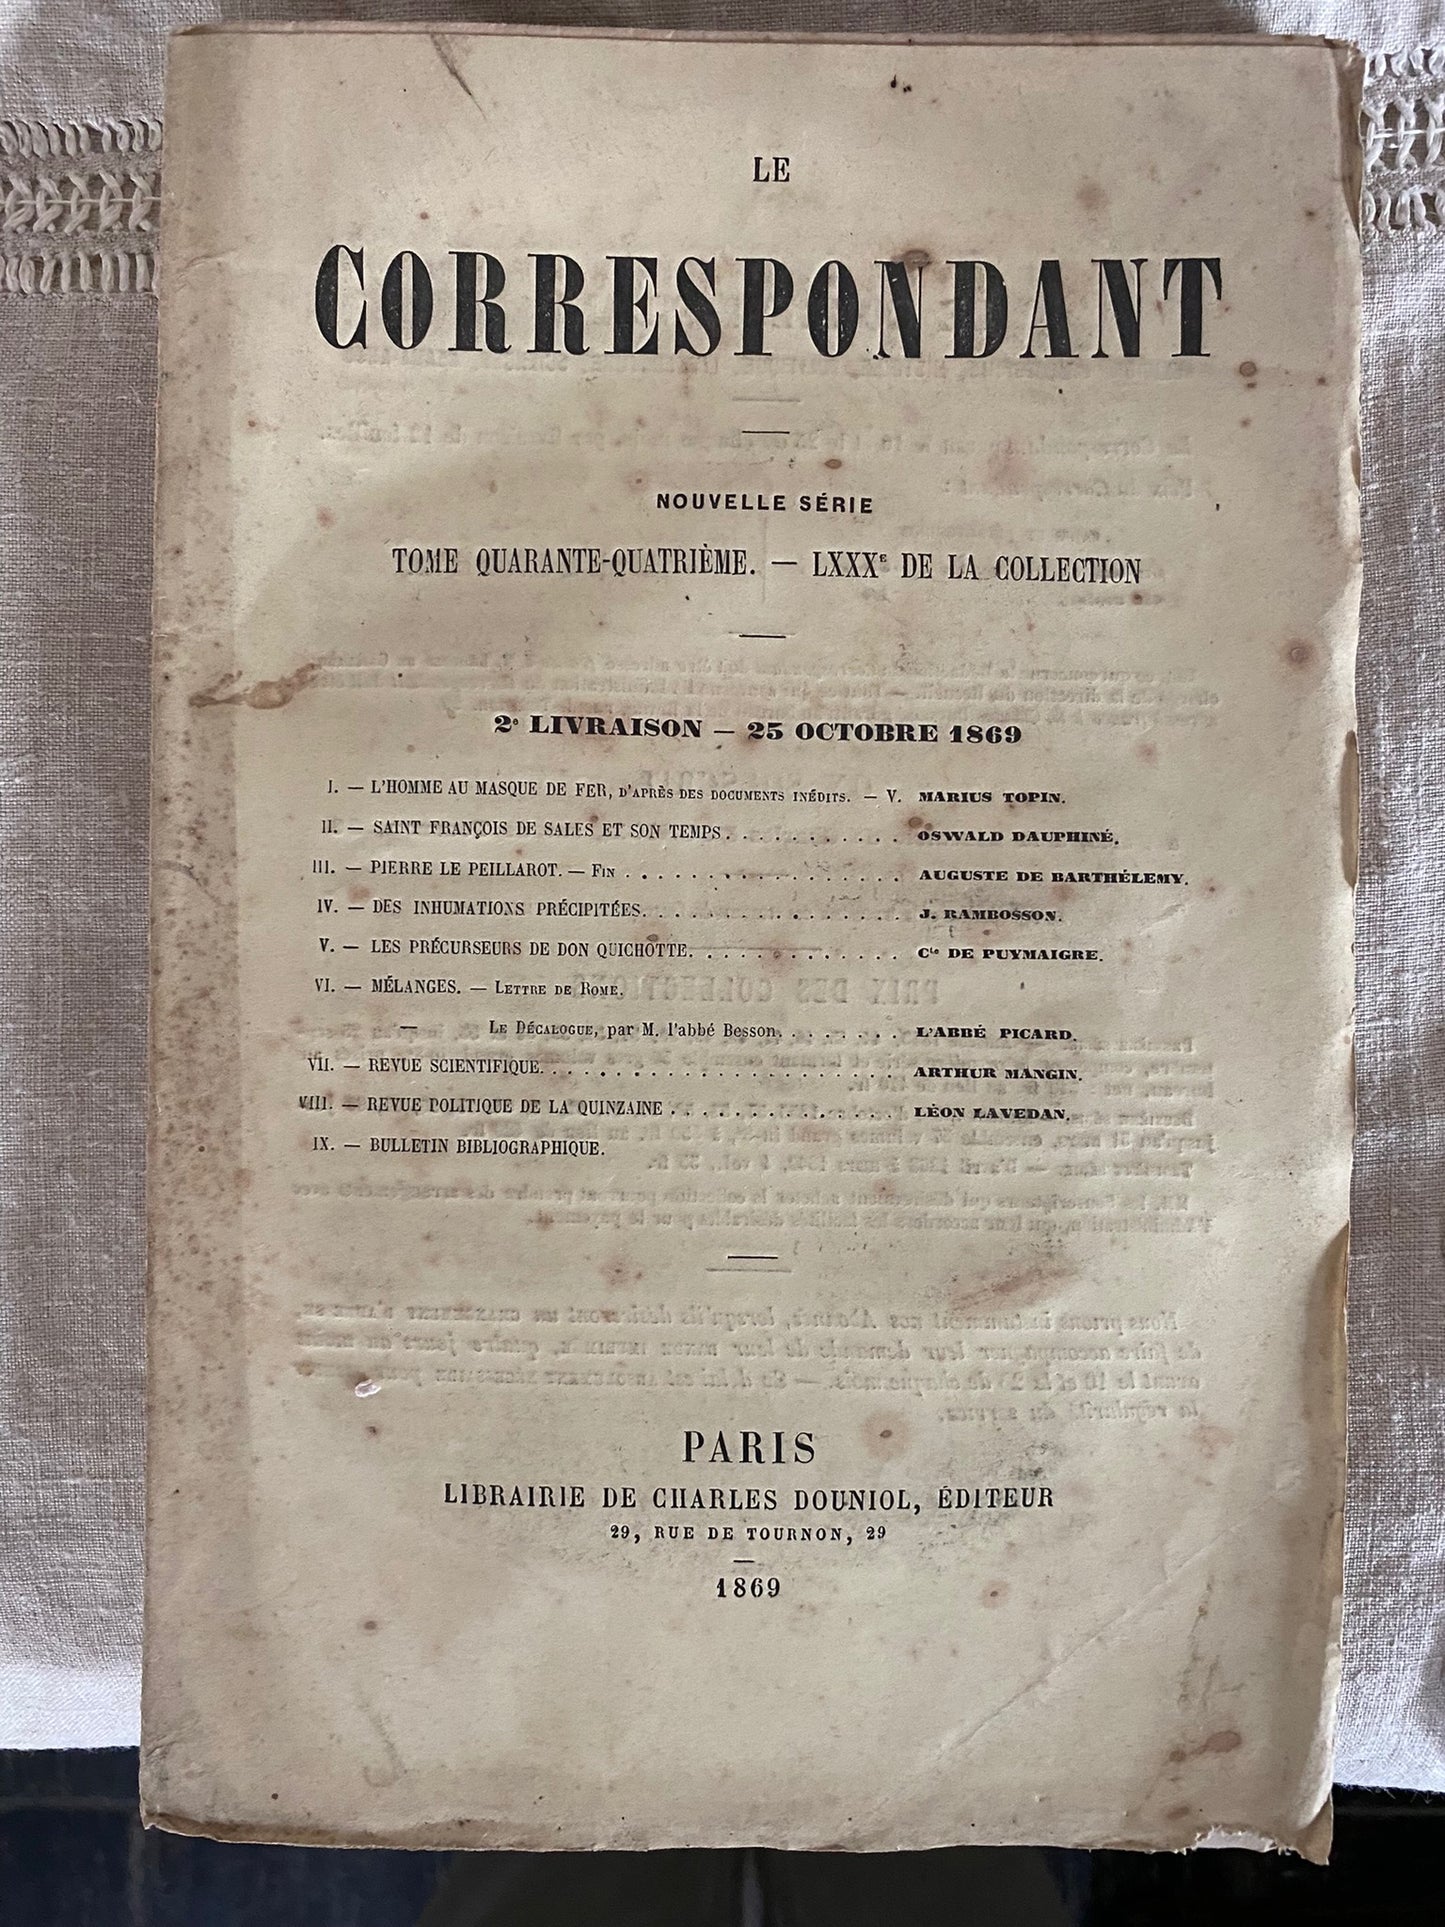 LE
CORRESPONDANT
NOUVELLE SÉRIE
TOME QUARANTE-QUATRIÈME. — LXXXE DE LA COLLECTION
2e LIVRAISON — 25 OCTOBRE 1869
I. — L'HOMME AU MASQUE DE FER, D'APRÈS DES DOCUMENTS INÉDITS. — V. MARIUS TOPIN.
II. — SAINT FRANÇOIS DE SALES ET SON TEMPS . . . . . . . . . . OSWALD DAUPHINÉ.
III. — PIERRE LE PEILLAROT. — FIN . . . . . . . . . . . . . . . . . AUGUSTE DE BARTHÉLEMY.
IV. — DES INHUMATIONS PRÉCIPITÉES. . . . . . . . . . . . . . . . J. RAMBOSSON.
V. — LES PRÉCURSEURS DE DON QUICHOTTE. . . . . . . . . . . . . Cte DE PUYMAIGRE.
VI. — MÉLANGES. — LETTRE DE ROME.
— LE DÉCALOGUE, par M. l'abbé Besson. . . . . . . . L'ABBÉ PICARD.
VII. — REVUE SCIENTIFIQUE. . . . . . . . . . . . . . . . . . . . . . ARTHUR MANGIN.
VIII. — REVUE POLITIQUE DE LA QUINZAINE . . . . . . . . . . . . . . LÉON LAVEDAN.
IX. — BULLETIN BIBLIOGRAPHIQUE.
PARIS
LIBRAIRIE DE CHARLES DOUNIOL, ÉDITEUR
29, RUE DE TOURNON, 29
1869